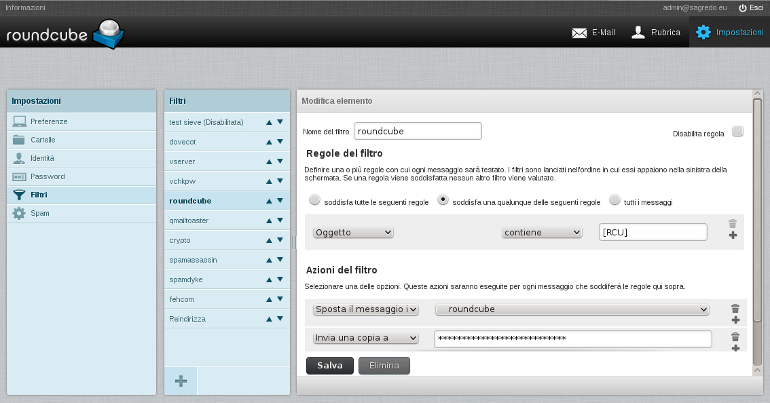 Informazioni
admin@sagredo.eu
Esci
roundcube
E-Mail
Rubrica
Impostazioni
Impostazioni
Preferenze
Cartelle
Identità
Password
Filtri
Spam
Filtri
test sieve (Disabilitata)
dovecot
vserver
vchkpw
roundcube
qmailtoaster
crypto
spamassassin
spamdyke
fehcom
Reindirizza
Modifica elemento
Nome del filtro roundcube
Disabilita regola
Regole del filtro
Definire una o più regole con cui ogni messaggio sarà testato. I filtri sono lanciati nell'ordine in cui essi appaiono nella sinistra della
schermata. Se una regola viene soddisfatta nessun altro filtro viene valutato.
soddisfa tutte le seguenti regole soddisfa una qualunque delle seguenti regole tutti i messaggi
Oggetto contiene [RCU]
Azioni del filtro
Selezionare una delle opzioni. Queste azioni saranno eseguite per ogni messaggio che soddiferà le regole qui sopra.
Sposta il messaggio i roundcube
Invia una copia a ****************************
Salva Elimina